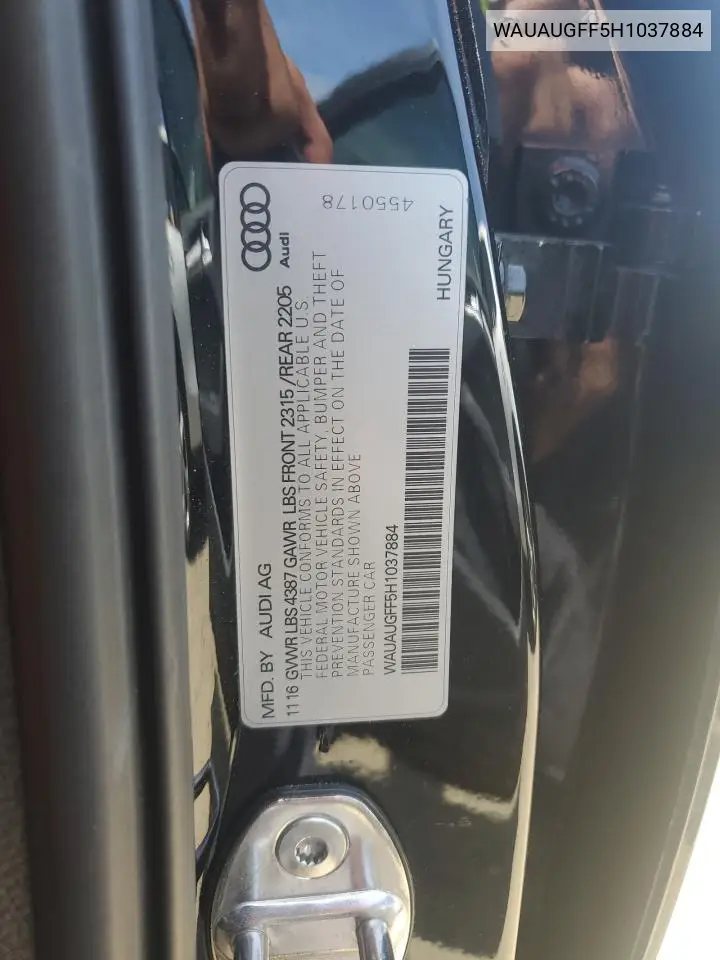 WAUAUGFF5H1037884
4550178
Audi
HUNGARY
MFD. BY AUDI AG
11 16 GVWR LBS 4387 GAWR LBS FRONT 2315 /REAR 2205
THIS VEHICLE CONFORMS TO ALL APPLICABLE U.S.
FEDERAL MOTOR VEHICLE SAFETY, BUMPER AND THEFT
PREVENTION STANDARDS IN EFFECT ON THE DATE OF
MANUFACTURE SHOWN ABOVE
PASSENGER CAR
WAUAUGFF5H1037884